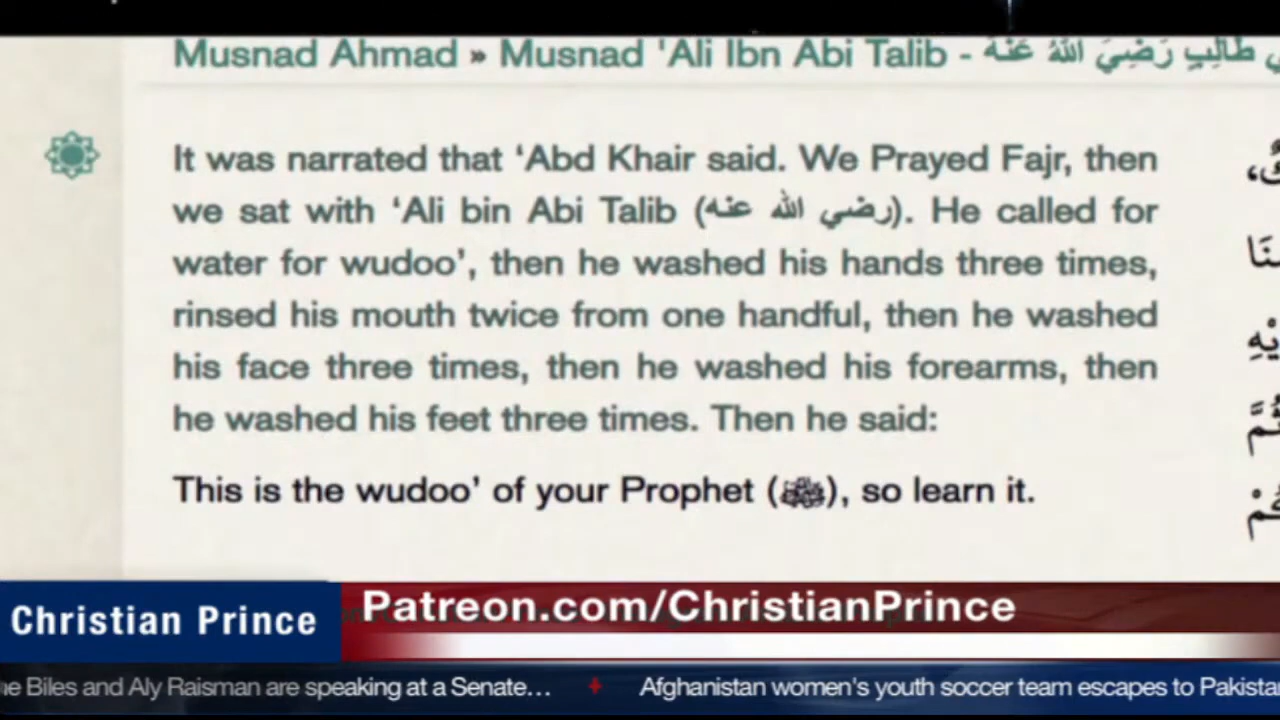 Musnad Ahmad » Musnad 'Ali Ibn Abi Talib - طَالِبٍ رَضِيَ اللهُ عَنْهُ
It was narrated that ‘Abd Khair said. We Prayed Fajr, then
we sat with ‘Ali bin Abi Talib (رضي الله عنه). He called for
water for wudoo’, then he washed his hands three times,
rinsed his mouth twice from one handful, then he washed
his face three times, then he washed his forearms, then
he washed his feet three times. Then he said:
This is the wudoo’ of your Prophet (ﷺ), so learn it.
Christian Prince
Patreon.com/ChristianPrince
Biles and Aly Raisman are speaking at a Senate... + Afghanistan women's youth soccer team escapes to